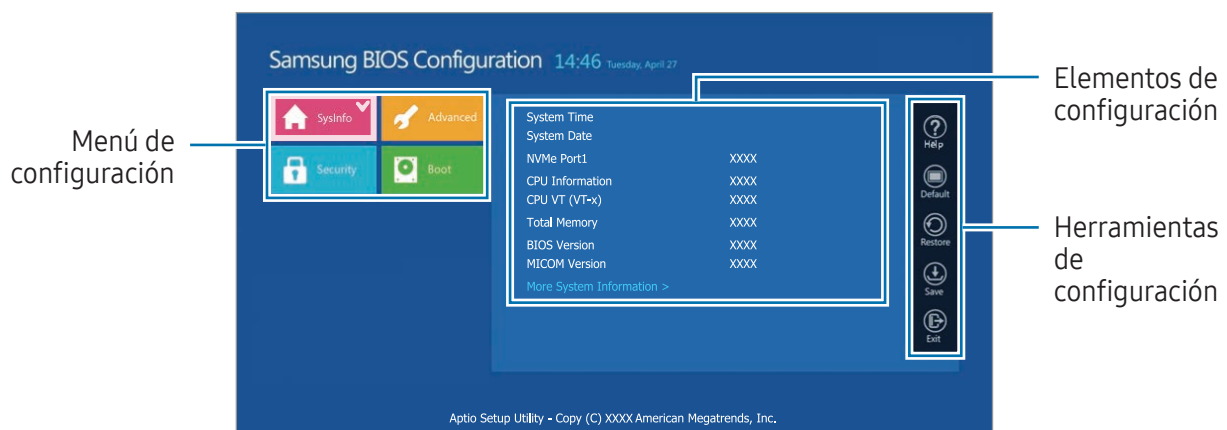 Samsung BIOS Configuration 14:46 Tuesday, April 27
Menú de
configuración
SysInfo
Advanced
Security
Boot
System Time
System Date
NVMe Port1 XXXX
CPU Information XXXX
CPU VT (VT-x) XXXX
Total Memory XXXX
BIOS Version XXXX
MICOM Version XXXX
More System Information >
Help
Default
Restore
Save
Exit
Elementos de
configuración
Herramientas
de
configuración
Aptio Setup Utility - Copy (C) XXXX American Megatrends, Inc.